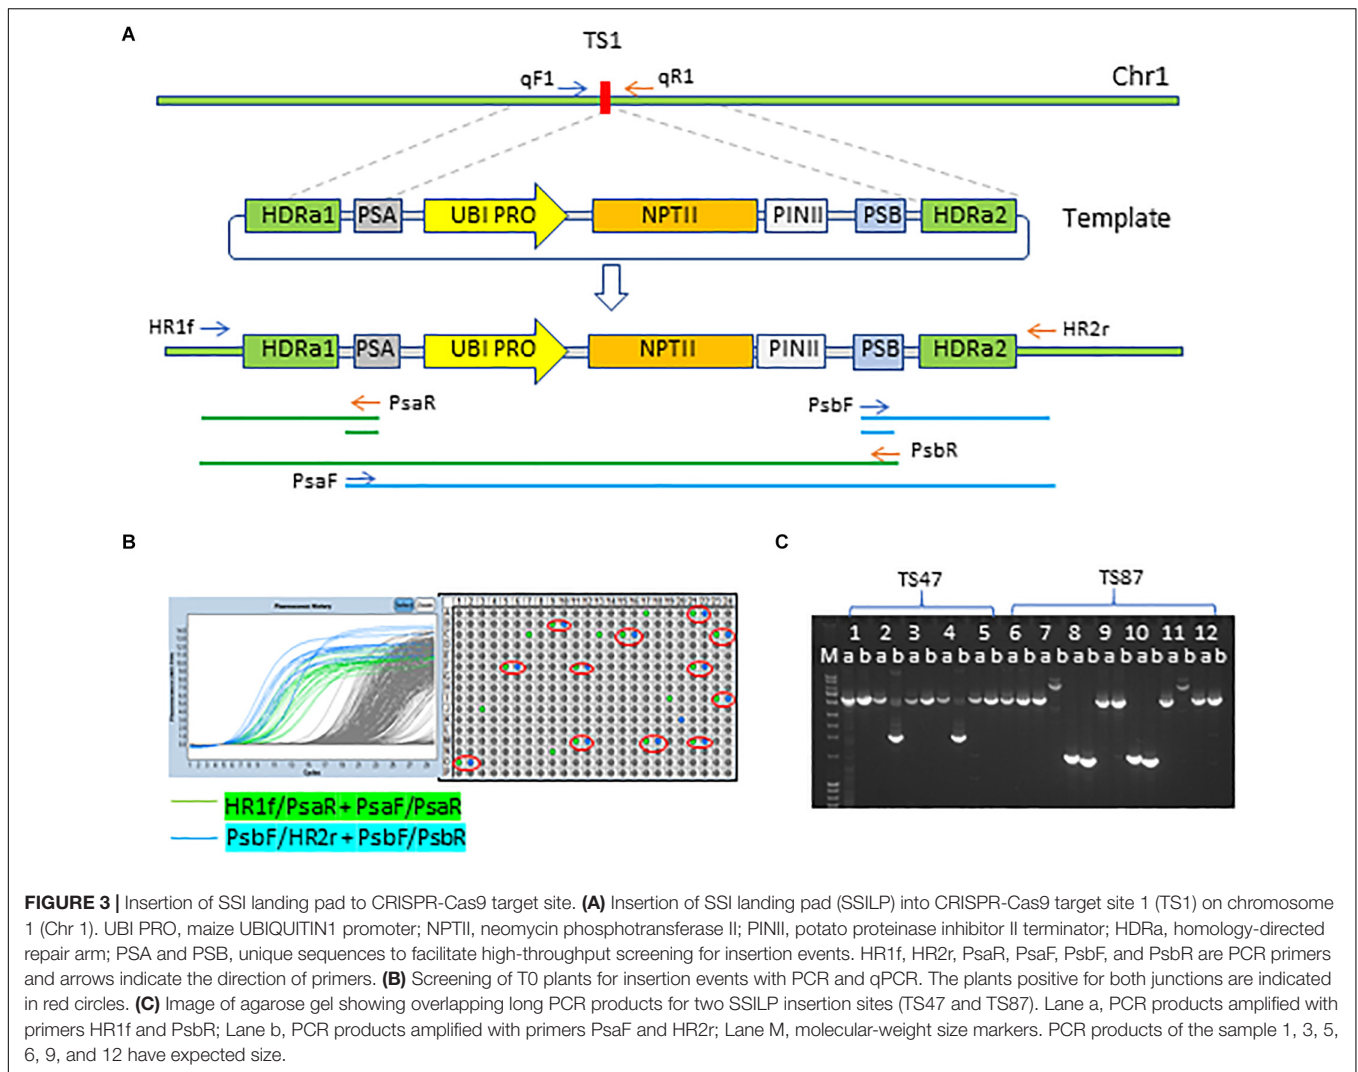 A
TS1
qF1
qR1
Chr1
HDRa1 PSA UBI PRO NPTII PINII PSB HDRa2
Template
HR1f
HR2r
HDRa1 PSA UBI PRO NPTII PINII PSB HDRa2
PsaR
PsbF
PsbR
PsaF
B
C
Fluorescence History
Cycles
HR1f/PsaR + PsaF/PsaR
PsbF/HR2r + PsbF/PsbR
TS47 TS87
1 2 3 4 5 6 7 8 9 10 11 12
M a b a b a b a b a b a b a b a b a b a b a b a b
FIGURE 3 | Insertion of SSI landing pad to CRISPR-Cas9 target site. (A) Insertion of SSI landing pad (SSILP) into CRISPR-Cas9 target site 1 (TS1) on chromosome
1 (Chr 1). UBI PRO, maize UBIQUITIN1 promoter; NPTII, neomycin phosphotransferase II; PINII, potato proteinase inhibitor II terminator; HDRa, homology-directed
repair arm; PSA and PSB, unique sequences to facilitate high-throughput screening for insertion events. HR1f, HR2r, PsaR, PsaF, PsbF, and PsbR are PCR primers
and arrows indicate the direction of primers. (B) Screening of T0 plants for insertion events with PCR and qPCR. The plants positive for both junctions are indicated
in red circles. (C) Image of agarose gel showing overlapping long PCR products for two SSILP insertion sites (TS47 and TS87). Lane a, PCR products amplified with
primers HR1f and PsbR; Lane b, PCR products amplified with primers PsaF and HR2r; Lane M, molecular-weight size markers. PCR products of the sample 1, 3, 5,
6, 9, and 12 have expected size.